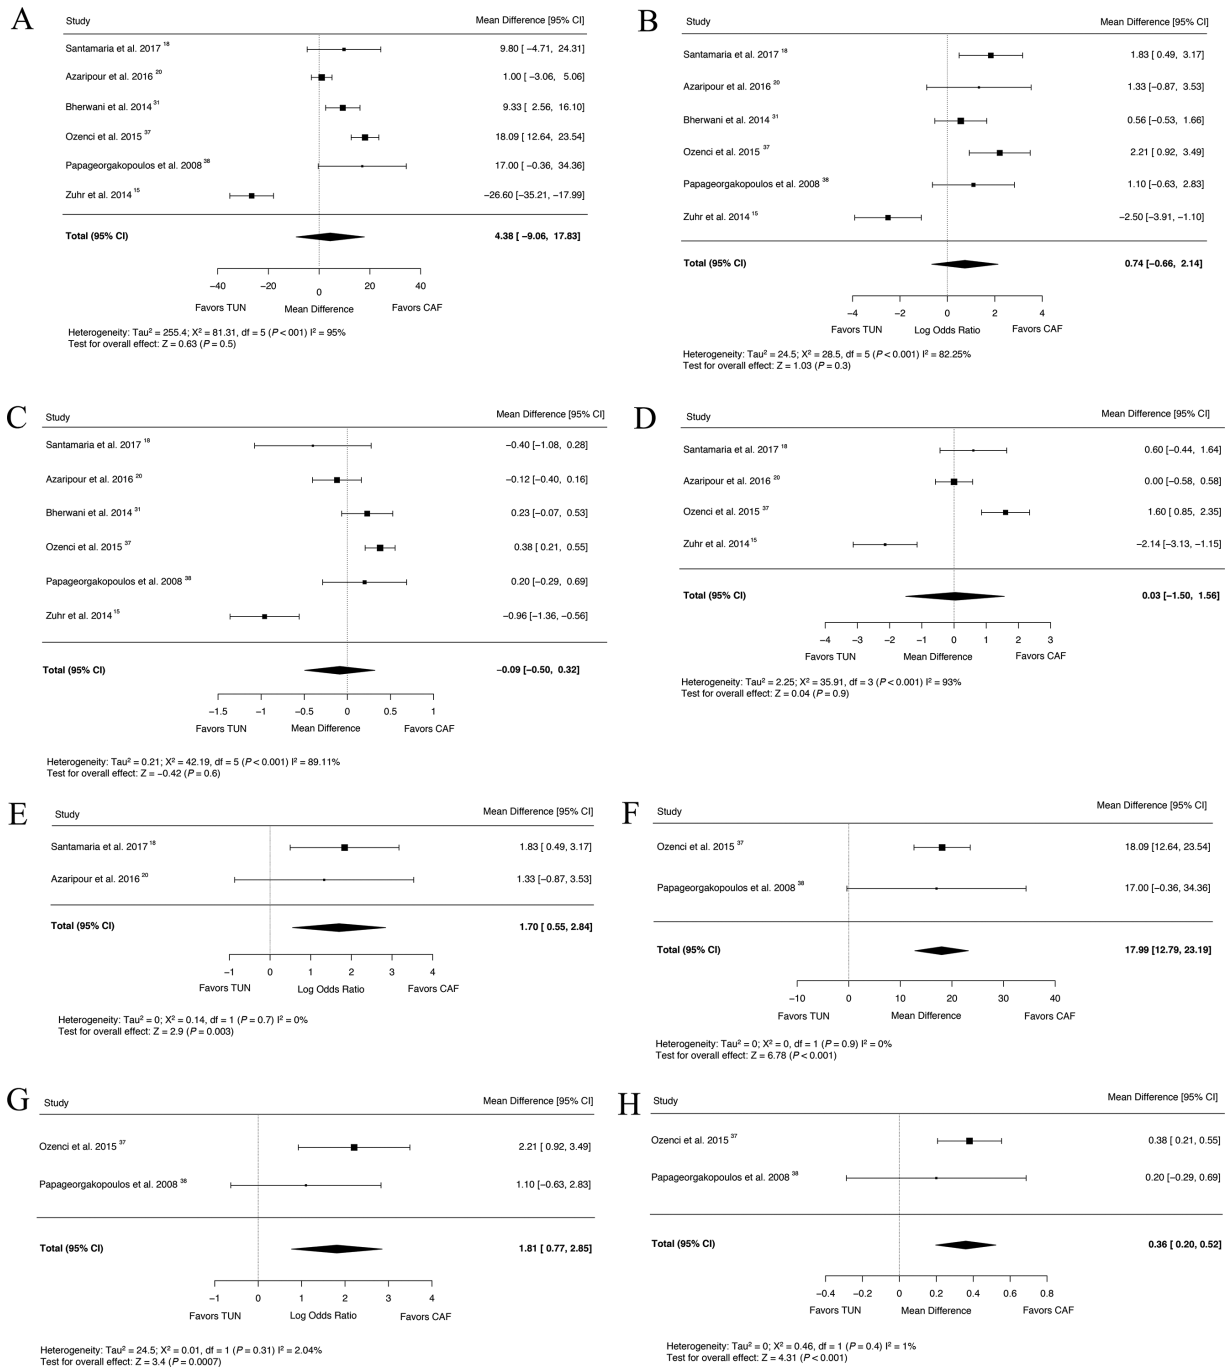 A
Study Mean Difference [95% CI]
Santamaria et al. 2017 18 9.80 [ −4.71, 24.31]
Azaripour et al. 2016 20 1.00 [ −3.06, 5.06]
Bherwani et al. 2014 31 9.33 [ 2.56, 16.10]
Ozenci et al. 2015 37 18.09 [ 12.64, 23.54]
Papageorgakopoulos et al. 2008 38 17.00 [ −0.36, 34.36]
Zuhr et al. 2014 15 −26.60 [−35.21, −17.99]
Total (95% CI) 4.38 [ −9.06, 17.83]
−40 −20 0 20 40
Favors TUN Mean Difference Favors CAF
Heterogeneity: Tau² = 255.4; X² = 81.31, df = 5 (P<001) I² = 95%
Test for overall effect: Z = 0.63 (P = 0.5)
B
Study Mean Difference [95% CI]
Santamaria et al. 2017 18 1.83 [ 0.49, 3.17]
Azaripour et al. 2016 20 1.33 [−0.87, 3.53]
Bherwani et al. 2014 31 0.56 [−0.53, 1.66]
Ozenci et al. 2015 37 2.21 [ 0.92, 3.49]
Papageorgakopoulos et al. 2008 38 1.10 [−0.63, 2.83]
Zuhr et al. 2014 15 −2.50 [−3.91, −1.10]
Total (95% CI) 0.74 [−0.66, 2.14]
−4 −2 0 2 4
Favors TUN Log Odds Ratio Favors CAF
Heterogeneity: Tau² = 24.5; X² = 28.5, df = 5 (P<0.001) I² = 82.25%
Test for overall effect: Z = 1.03 (P = 0.3)
C
Study Mean Difference [95% CI]
Santamaria et al. 2017 18 −0.40 [−1.08, 0.28]
Azaripour et al. 2016 20 −0.12 [−0.40, 0.16]
Bherwani et al. 2014 31 0.23 [−0.07, 0.53]
Ozenci et al. 2015 37 0.38 [ 0.21, 0.55]
Papageorgakopoulos et al. 2008 38 0.20 [−0.29, 0.69]
Zuhr et al. 2014 15 −0.96 [−1.36, −0.56]
Total (95% CI) −0.09 [−0.50, 0.32]
−1.5 −1 −0.5 0 0.5 1
Favors TUN Mean Difference Favors CAF
Heterogeneity: Tau² = 0.21; X² = 42.19, df = 5 (P<0.001) I² = 89.11%
Test for overall effect: Z = −0.42 (P = 0.6)
D
Study Mean Difference [95% CI]
Santamaria et al. 2017 18 0.60 [−0.44, 1.64]
Azaripour et al. 2016 20 0.00 [−0.58, 0.58]
Ozenci et al. 2015 37 1.60 [ 0.85, 2.35]
Zuhr et al. 2014 15 −2.14 [−3.13, −1.15]
Total (95% CI) 0.03 [−1.50, 1.56]
−4 −3 −2 −1 0 1 2 3
Favors TUN Mean Difference Favors CAF
Heterogeneity: Tau² = 2.25; X² = 35.91, df = 3 (P<0.001) I² = 93%
Test for overall effect: Z = 0.04 (P = 0.9)
E
Study Mean Difference [95% CI]
Santamaria et al. 2017 18 1.83 [ 0.49, 3.17]
Azaripour et al. 2016 20 1.33 [−0.87, 3.53]
Total (95% CI) 1.70 [ 0.55, 2.84]
−1 0 1 2 3 4
Favors TUN Log Odds Ratio Favors CAF
Heterogeneity: Tau² = 0; X² = 0.14, df = 1 (P = 0.7) I² = 0%
Test for overall effect: Z = 2.9 (P = 0.003)
F
Study Mean Difference [95% CI]
Ozenci et al. 2015 37 18.09 [12.64, 23.54]
Papageorgakopoulos et al. 2008 38 17.00 [−0.36, 34.36]
Total (95% CI) 17.99 [12.79, 23.19]
−10 0 10 20 30 40
Favors TUN Mean Difference Favors CAF
Heterogeneity: Tau² = 0; X² = 0, df = 1 (P = 0.9) I² = 0%
Test for overall effect: Z = 6.78 (P<0.001)
G
Study Mean Difference [95% CI]
Ozenci et al. 2015 37 2.21 [ 0.92, 3.49]
Papageorgakopoulos et al. 2008 38 1.10 [−0.63, 2.83]
Total (95% CI) 1.81 [ 0.77, 2.85]
−1 0 1 2 3 4
Favors TUN Log Odds Ratio Favors CAF
Heterogeneity: Tau² = 24.5; X² = 0.01, df = 1 (P = 0.31) I² = 2.04%
Test for overall effect: Z = 3.4 (P = 0.0007)
H
Study Mean Difference [95% CI]
Ozenci et al. 2015 37 0.38 [ 0.21, 0.55]
Papageorgakopoulos et al. 2008 38 0.20 [−0.29, 0.69]
Total (95% CI) 0.36 [ 0.20, 0.52]
−0.4 −0.2 0 0.2 0.4 0.6 0.8
Favors TUN Mean Difference Favors CAF
Heterogeneity: Tau² = 0; X² = 0.46, df = 1 (P = 0.4) I² = 1%
Test for overall effect: Z = 4.31 (P<0.001)